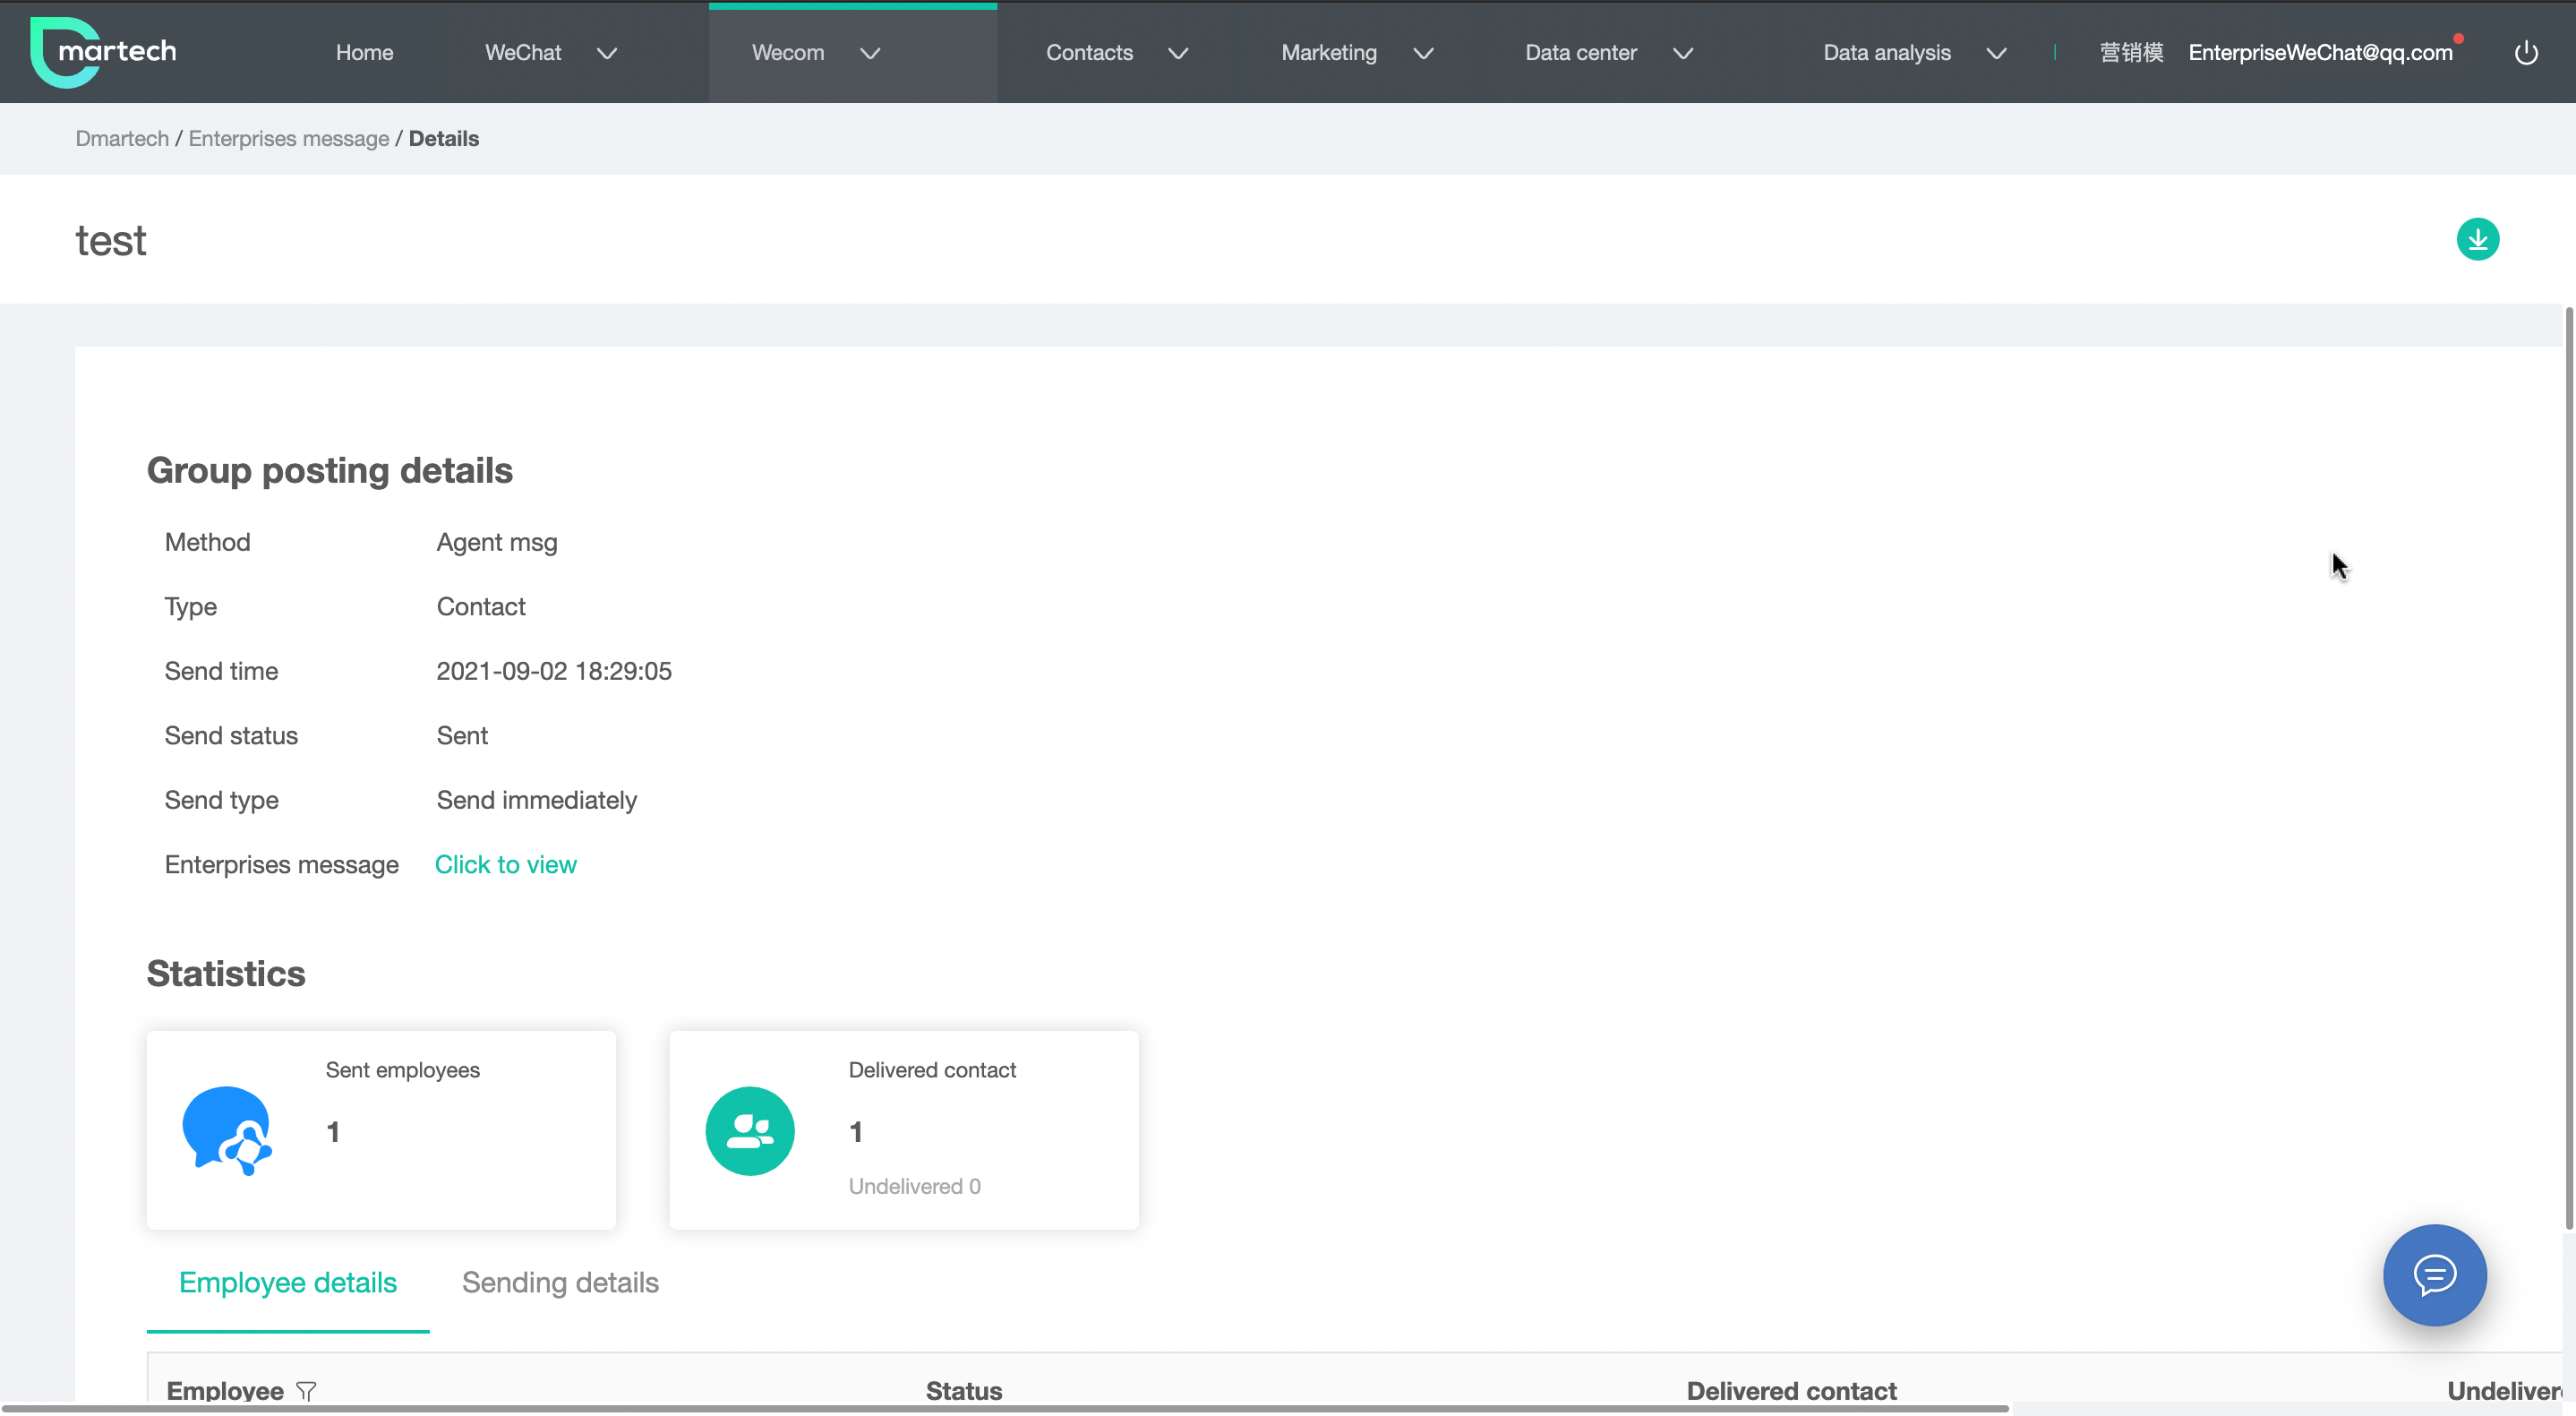 martech Home WeChat Wecom Contacts Marketing Data center Data analysis 营销模 EnterpriseWeChat@qq.com
Dmartech / Enterprises message / Details
test
Group posting details
Method Agent msg
Type Contact
Send time 2021-09-02 18:29:05
Send status Sent
Send type Send immediately
Enterprises message Click to view
Statistics
Sent employees
1
Delivered contact
1
Undelivered 0
Employee details Sending details
Employee Status Delivered contact